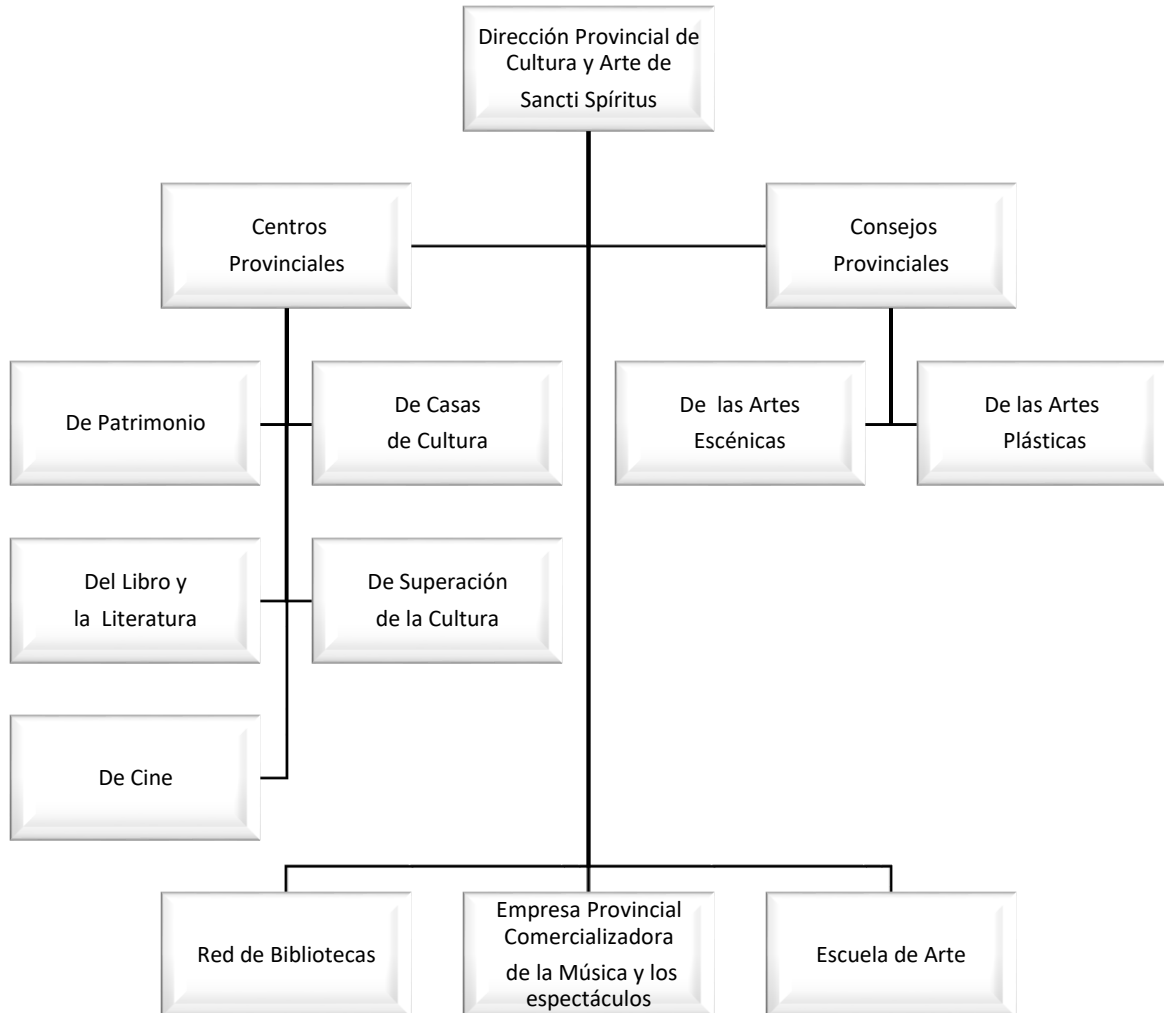 Dirección Provincial de
Cultura y Arte de
Sancti Spíritus
Centros
Provinciales
Consejos
Provinciales
De Patrimonio
De Casas
de Cultura
De las Artes
Escénicas
De las Artes
Plásticas
Del Libro y
la Literatura
De Superación
de la Cultura
De Cine
Red de Bibliotecas
Empresa Provincial
Comercializadora
de la Música y los
espectáculos
Escuela de Arte